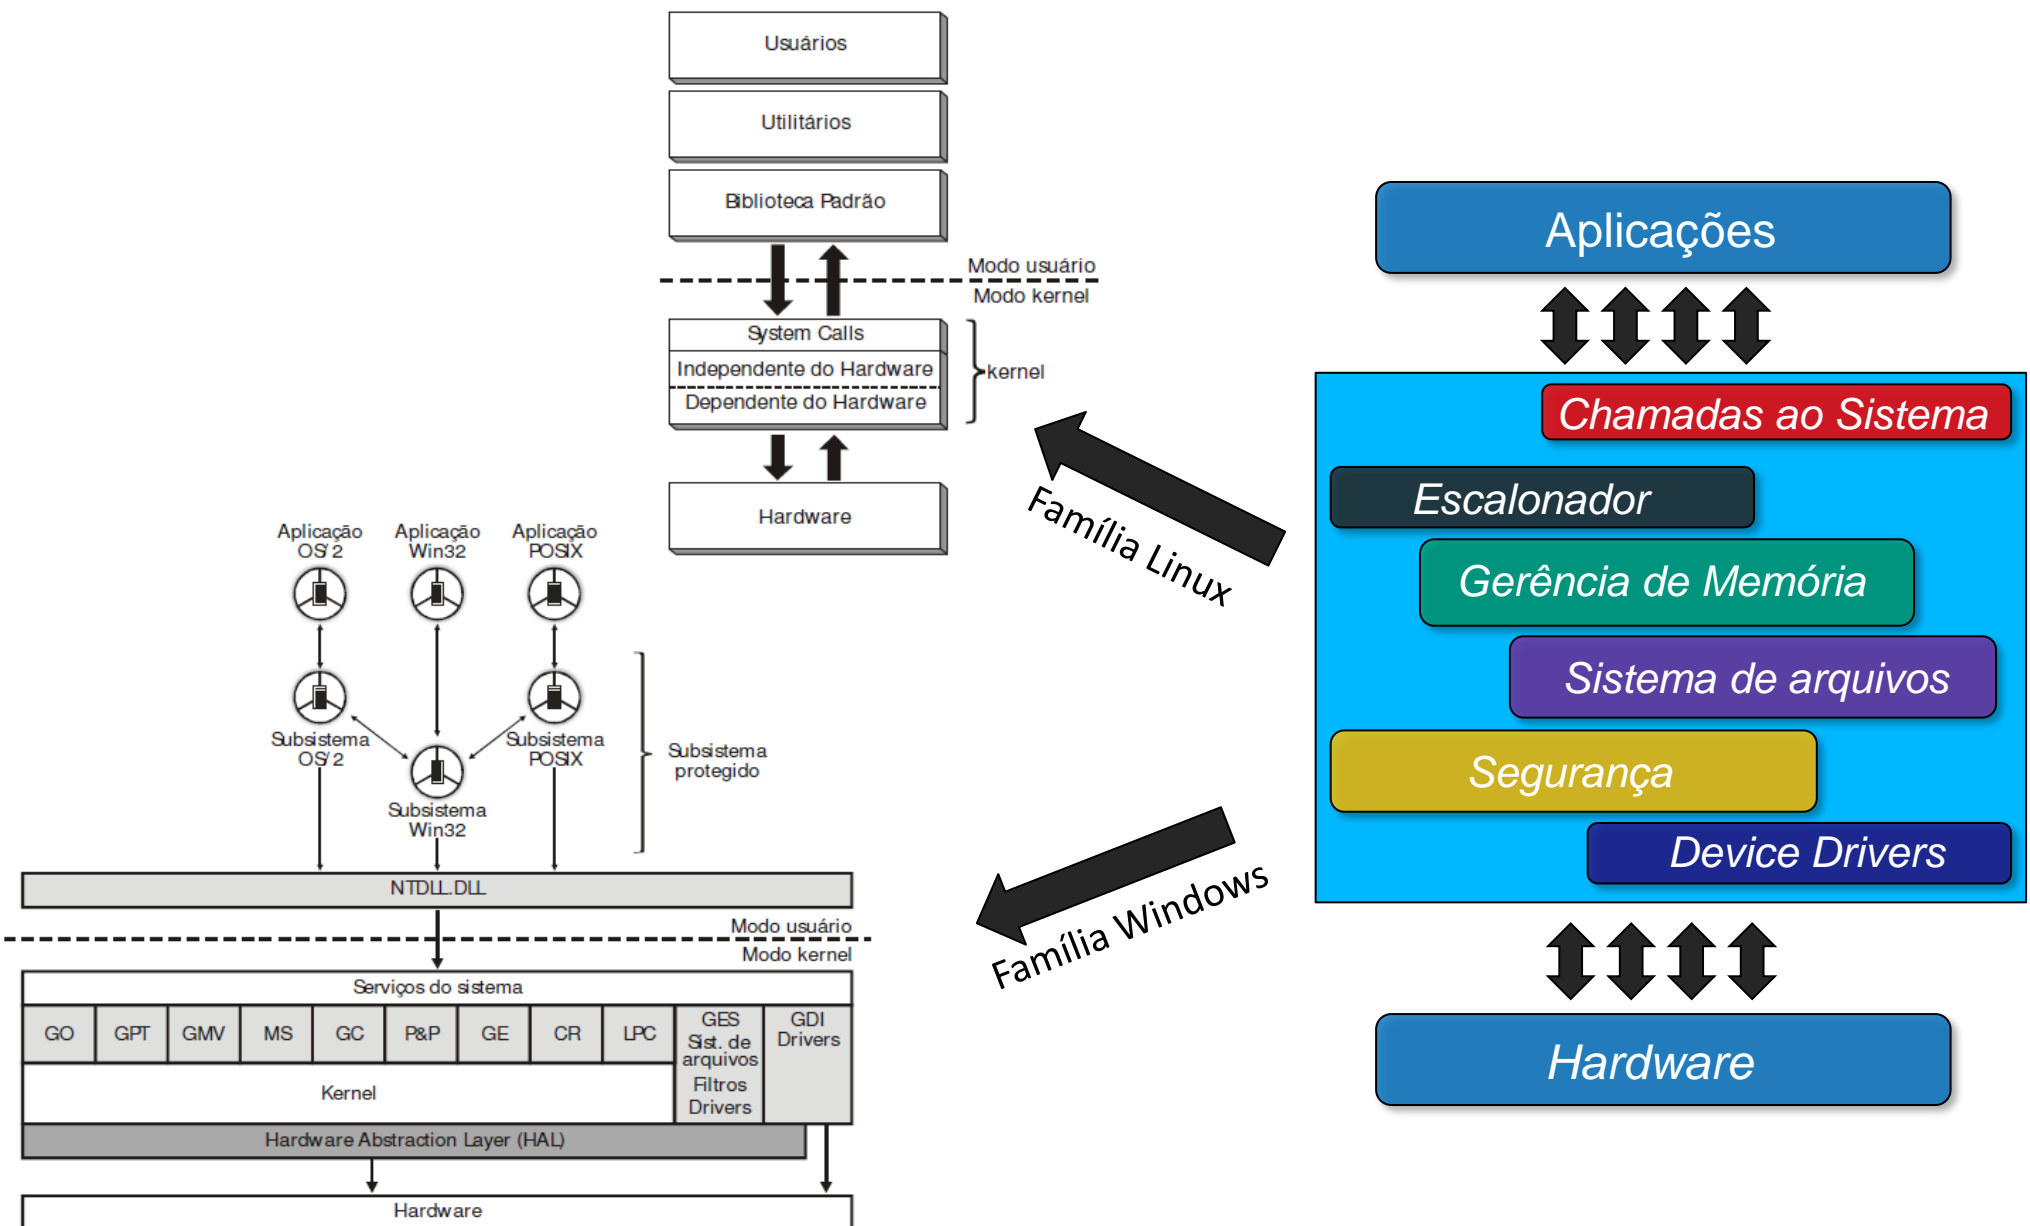 Usuários
Utilitários
Biblioteca Padrão
Modo usuário
Modo kernel
System Calls
Independente do Hardware
Dependente do Hardware
kernel
Hardware
Família Linux
Aplicação
OS/2
Aplicação
Win32
Aplicação
POSIX
Subsistema
OS/2
Subsistema
POSIX
Subsistema
Win32
Subsistema
protegido
NTDLL.DLL
Modo usuário
Modo kernel
Serviços do sistema
GO
GPT
GMV
MS
GC
P&P
GE
CR
LPC
GES
Sist. de
arquivos
Filtros
Drivers
GDI
Drivers
Kernel
Hardware Abstraction Layer (HAL)
Hardware
Família Windows
Aplicações
Chamadas ao Sistema
Escalonador
Gerência de Memória
Sistema de arquivos
Segurança
Device Drivers
Hardware